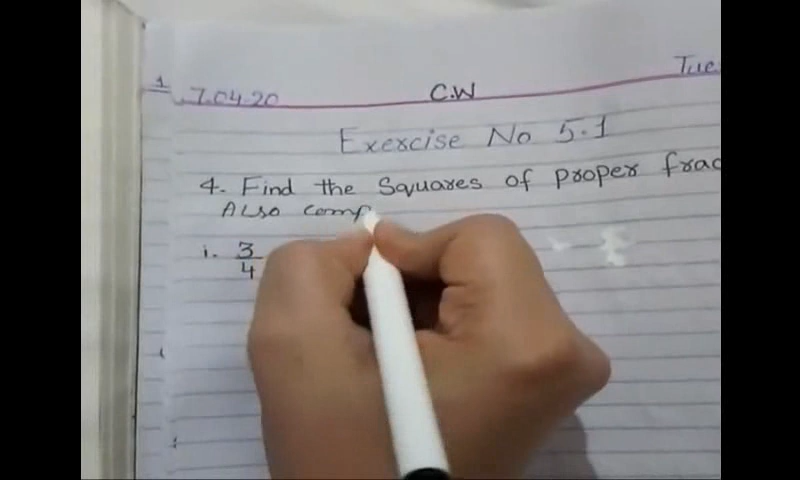 1
7.04.20 C.W Tue
Exercise No 5.1
4. Find the Squares of proper frac
Also comp
i. 3/4